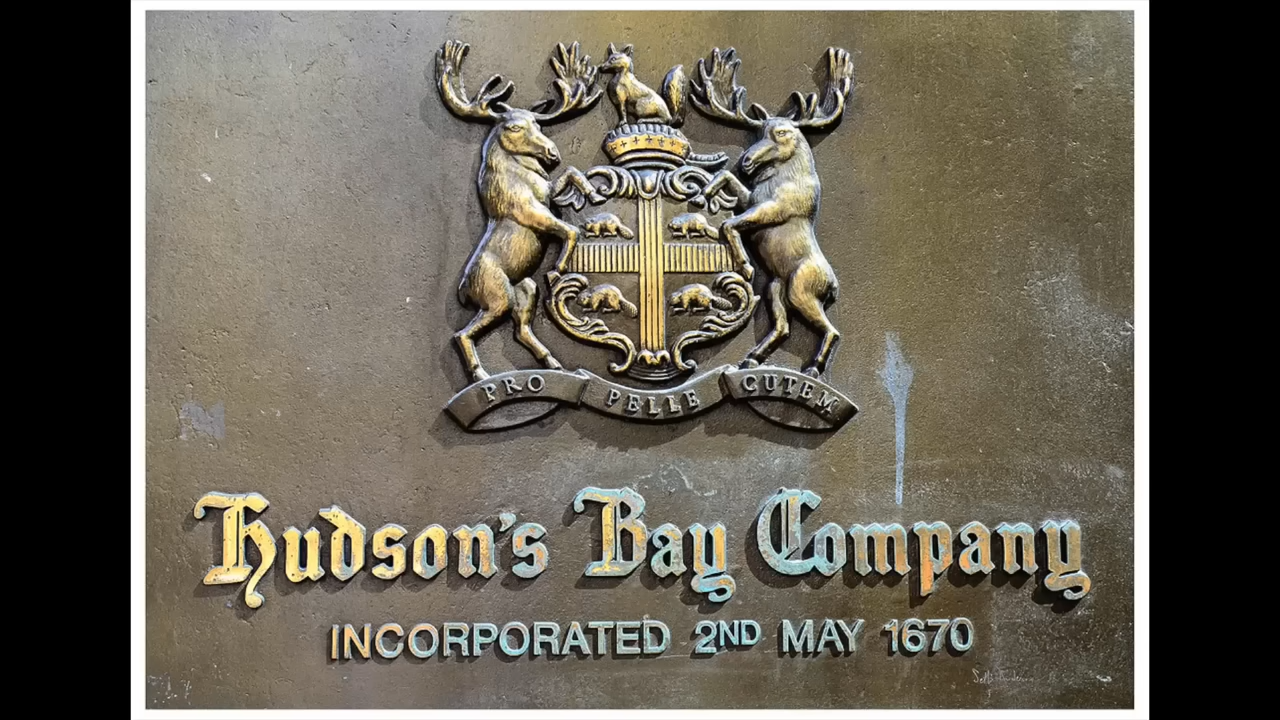 PRO PELLE CUTEM
Hudson's Bay Company
INCORPORATED 2ND MAY 1670